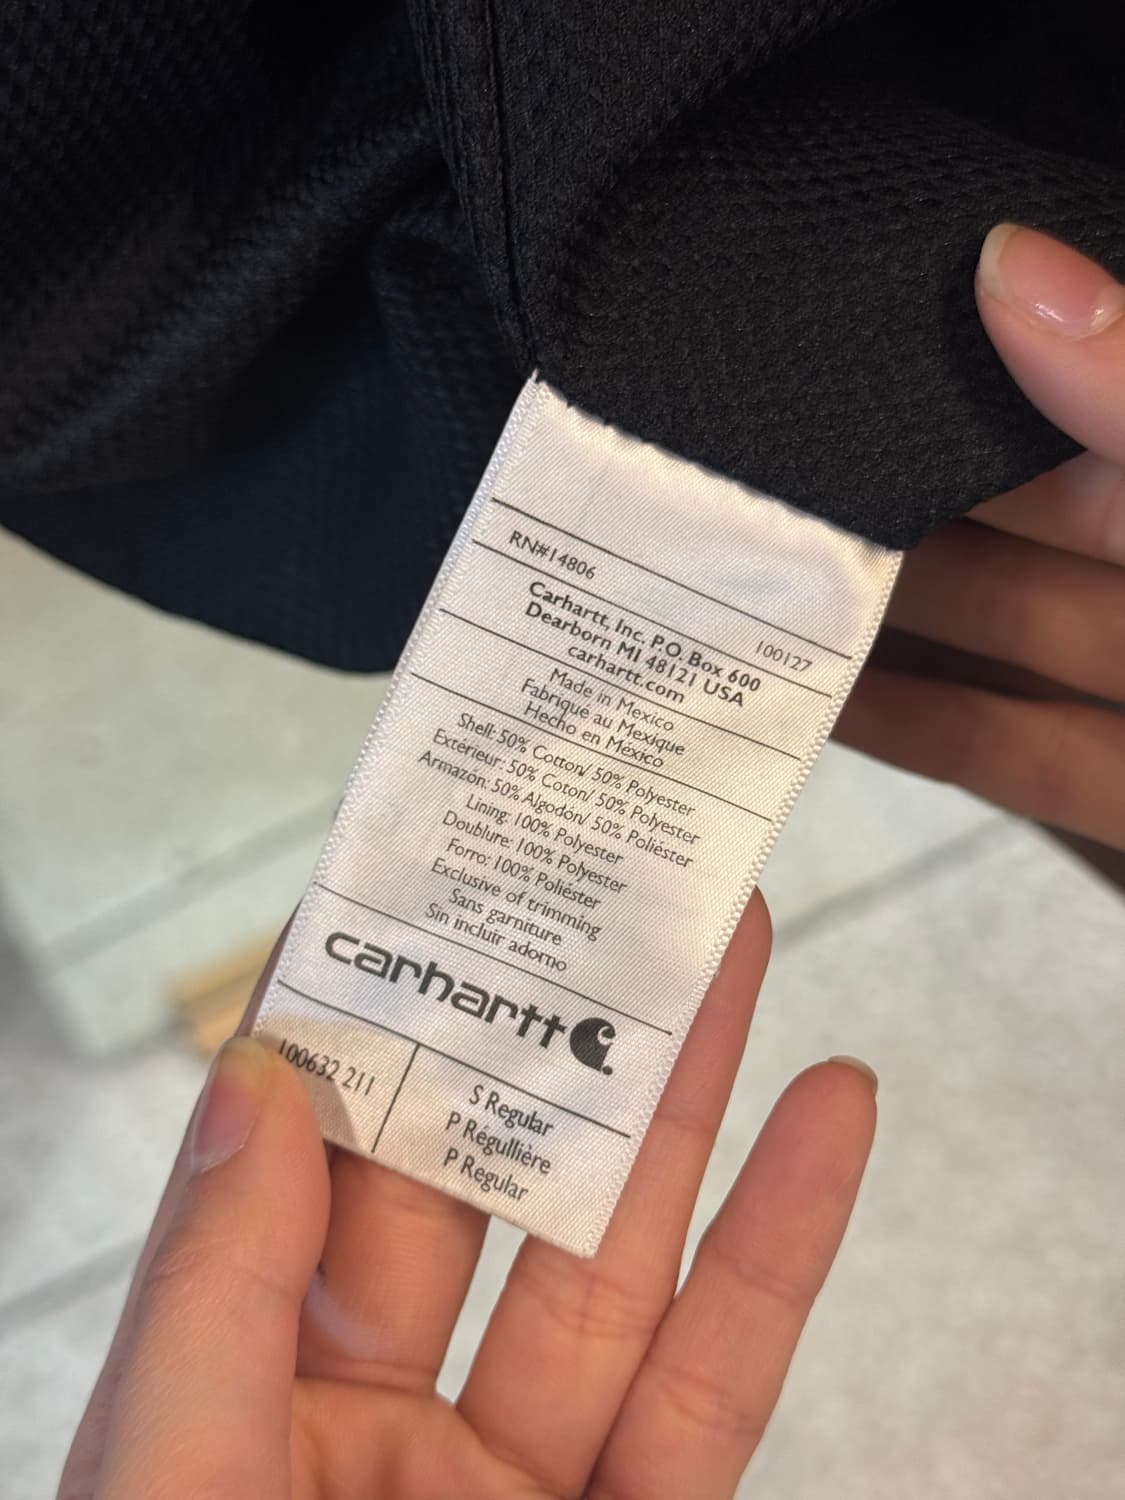 RN#14806
100127
Carhartt, Inc. P.O. Box 600
Dearborn MI 48121 USA
carhartt.com
Made in Mexico
Fabriqué au Mexique
Hecho en México
Shell: 50% Cotton/ 50% Polyester
Extérieur: 50% Coton/ 50% Polyester
Armazón: 50% Algodón/ 50% Poliéster
Lining: 100% Polyester
Doublure: 100% Polyester
Forro: 100% Poliéster
Exclusive of trimming
Sans garniture
Sin incluír adorno
carhartt
100632 211
S Regular
P Régullière
P Regular